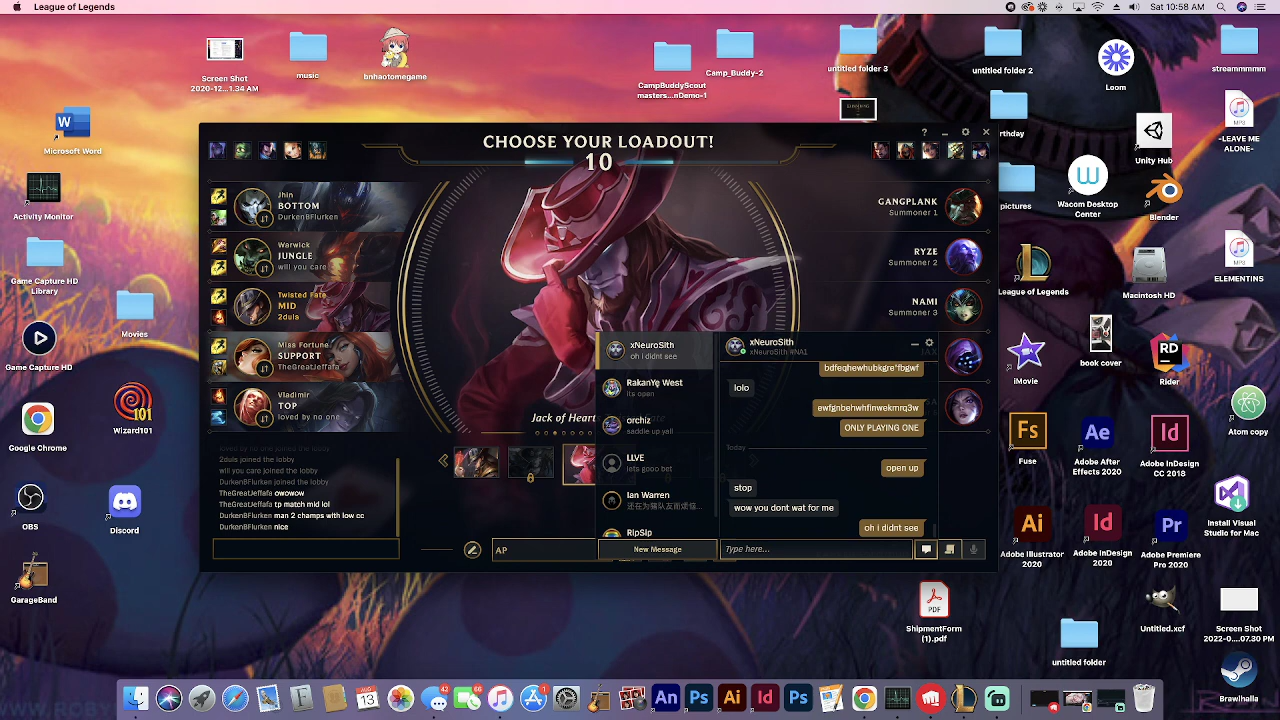 League of Legends
Sat 10:58 AM
Screen Shot
2020-12...1.34 AM
music
bnhaotomegame
CampBuddyScout
masters...nDemo-1
Camp_Buddy-2
untitled folder 3
untitled folder 2
Loom
streammmmm
Microsoft Word
Activity Monitor
Game Capture HD
Library
Movies
Game Capture HD
Google Chrome
Wizard101
OBS
Discord
GarageBand
rthday
pictures
Unity Hub
-LEAVE ME
ALONE-
Wacom Desktop
Center
Blender
League of Legends
Macintosh HD
ELEMENTINS
iMovie
book cover
Rider
Fuse
Adobe After
Effects 2020
Adobe InDesign
CC 2018
Atom copy
Adobe Illustrator
2020
Adobe InDesign
2020
Adobe Premiere
Pro 2020
Install Visual
Studio for Mac
ShipmentForm
(1).pdf
untitled folder
Untitled.xcf
Screen Shot
2022-0....07.30 PM
Brawlhalla
CHOOSE YOUR LOADOUT!
10
Jhin
BOTTOM
DurkenBFlurken
Warwick
JUNGLE
will you care
Twisted Fate
MID
2duls
Miss Fortune
SUPPORT
TheGreatJeffafa
Vladimir
TOP
loved by no one
GANGPLANK
Summoner 1
RYZE
Summoner 2
NAMI
Summoner 3
Jack of Hearts
loved by no one joined the lobby
2duls joined the lobby
will you care joined the lobby
DurkenBFlurken joined the lobby
TheGreatJeffafa owowow
TheGreatJeffafa tp match mid lol
DurkenBFlurken man 2 champs with low cc
DurkenBFlurken nice
AP
xNeuroSith
oh i didnt see
RakanYe West
its open
orchiz
saddle up yall
LLVE
lets gooo bet
Ian Warren
RipSip
New Message
xNeuroSith
xNeuroSith #NA1
lolo
ONLY PLAYING ONE
Today
open up
stop
wow you dont wat for me
oh i didnt see
Type here...